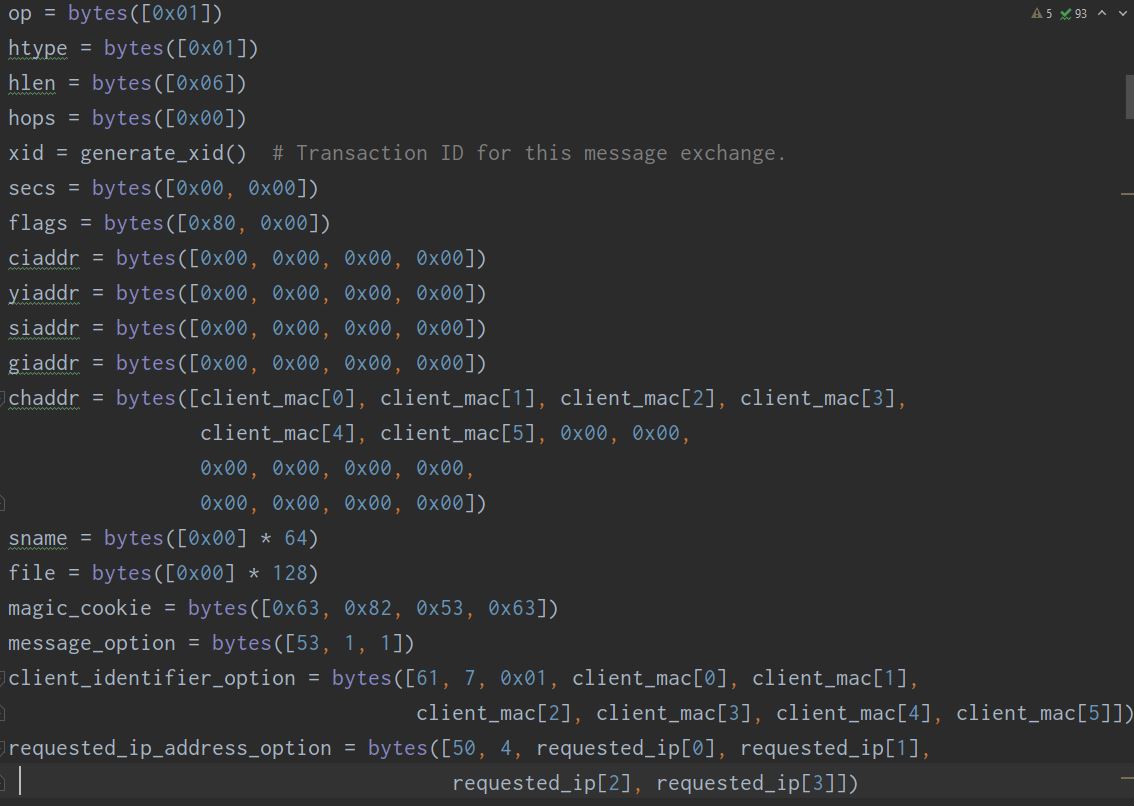 op = bytes([0x01])
5 93
htype = bytes([0x01])
hlen = bytes([0x06])
hops = bytes([0x00])
xid = generate_xid()  # Transaction ID for this message exchange.
secs = bytes([0x00, 0x00])
flags = bytes([0x80, 0x00])
ciaddr = bytes([0x00, 0x00, 0x00, 0x00])
yiaddr = bytes([0x00, 0x00, 0x00, 0x00])
siaddr = bytes([0x00, 0x00, 0x00, 0x00])
giaddr = bytes([0x00, 0x00, 0x00, 0x00])
chaddr = bytes([client_mac[0], client_mac[1], client_mac[2], client_mac[3],
client_mac[4], client_mac[5], 0x00, 0x00,
0x00, 0x00, 0x00, 0x00,
0x00, 0x00, 0x00, 0x00])
sname = bytes([0x00] * 64)
file = bytes([0x00] * 128)
magic_cookie = bytes([0x63, 0x82, 0x53, 0x63])
message_option = bytes([53, 1, 1])
client_identifier_option = bytes([61, 7, 0x01, client_mac[0], client_mac[1],
client_mac[2], client_mac[3], client_mac[4], client_mac[5]])
requested_ip_address_option = bytes([50, 4, requested_ip[0], requested_ip[1],
requested_ip[2], requested_ip[3]])